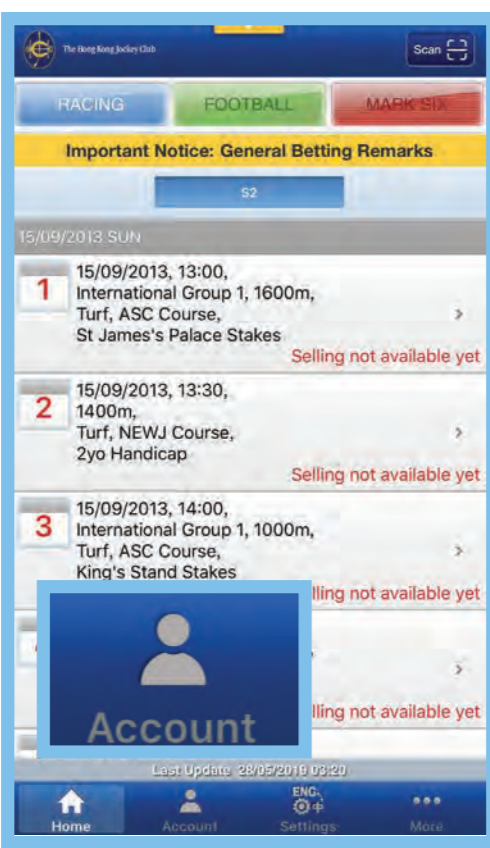 The Hong Kong Jockey Club
Scan
RACING
FOOTBALL
MARK SIX
Important Notice: General Betting Remarks
S2
15/09/2013 SUN
1
15/09/2013, 13:00,
International Group 1, 1600m,
Turf, ASC Course,
St James's Palace Stakes
Selling not available yet
2
15/09/2013, 13:30,
1400m,
Turf, NEWJ Course,
2yo Handicap
Selling not available yet
3
15/09/2013, 14:00,
International Group 1, 1000m,
Turf, ASC Course,
King's Stand Stakes
lling not available yet
lling not available yet
Account
Last Update 28/05/2019 03:20
Home
Account
ENG
中
Settings
More